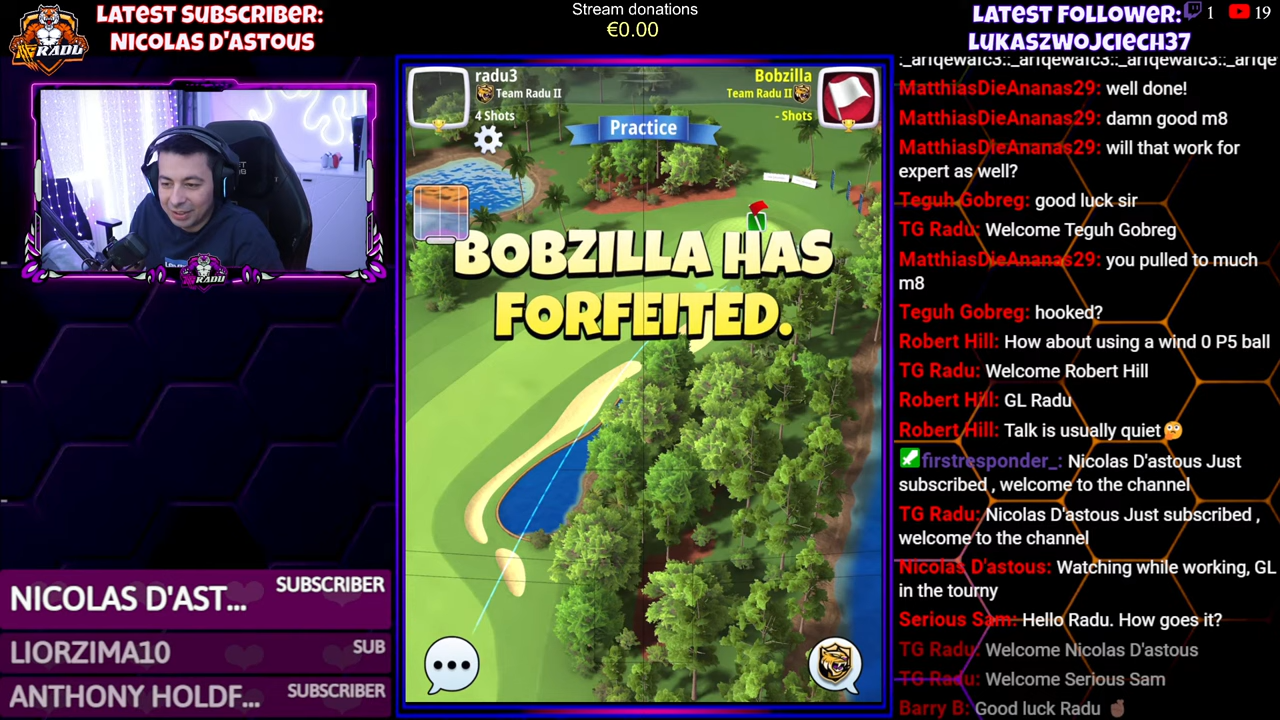 LATEST SUBSCRIBER:
NICOLAS D'ASTOUS
RADU
Stream donations
€0.00
LATEST FOLLOWER:
LUKASZWOJCIECH37
1
19
radu3
Team Radu II
4 Shots
Bobzilla
Team Radu II
- Shots
Practice
BOBZILLA HAS
FORFEITED.
RADU
NICOLAS D'AST...
SUBSCRIBER
LIORZIMA10
SUB
ANTHONY HOLDF...
SUBSCRIBER
MatthiasDieAnanas29: well done!
MatthiasDieAnanas29: damn good m8
MatthiasDieAnanas29: will that work for
expert as well?
Teguh Gobreg: good luck sir
TG Radu: Welcome Teguh Gobreg
MatthiasDieAnanas29: you pulled to much
m8
Teguh Gobreg: hooked?
Robert Hill: How about using a wind 0 P5 ball
TG Radu: Welcome Robert Hill
Robert Hill: GL Radu
Robert Hill: Talk is usually quiet🤔
firstresponder_: Nicolas D'astous Just
subscribed , welcome to the channel
TG Radu: Nicolas D'astous Just subscribed ,
welcome to the channel
Nicolas D'astous: Watching while working, GL
in the tourny
Serious Sam: Hello Radu. How goes it?
TG Radu: Welcome Nicolas D'astous
TG Radu: Welcome Serious Sam
Barry B: Good luck Radu